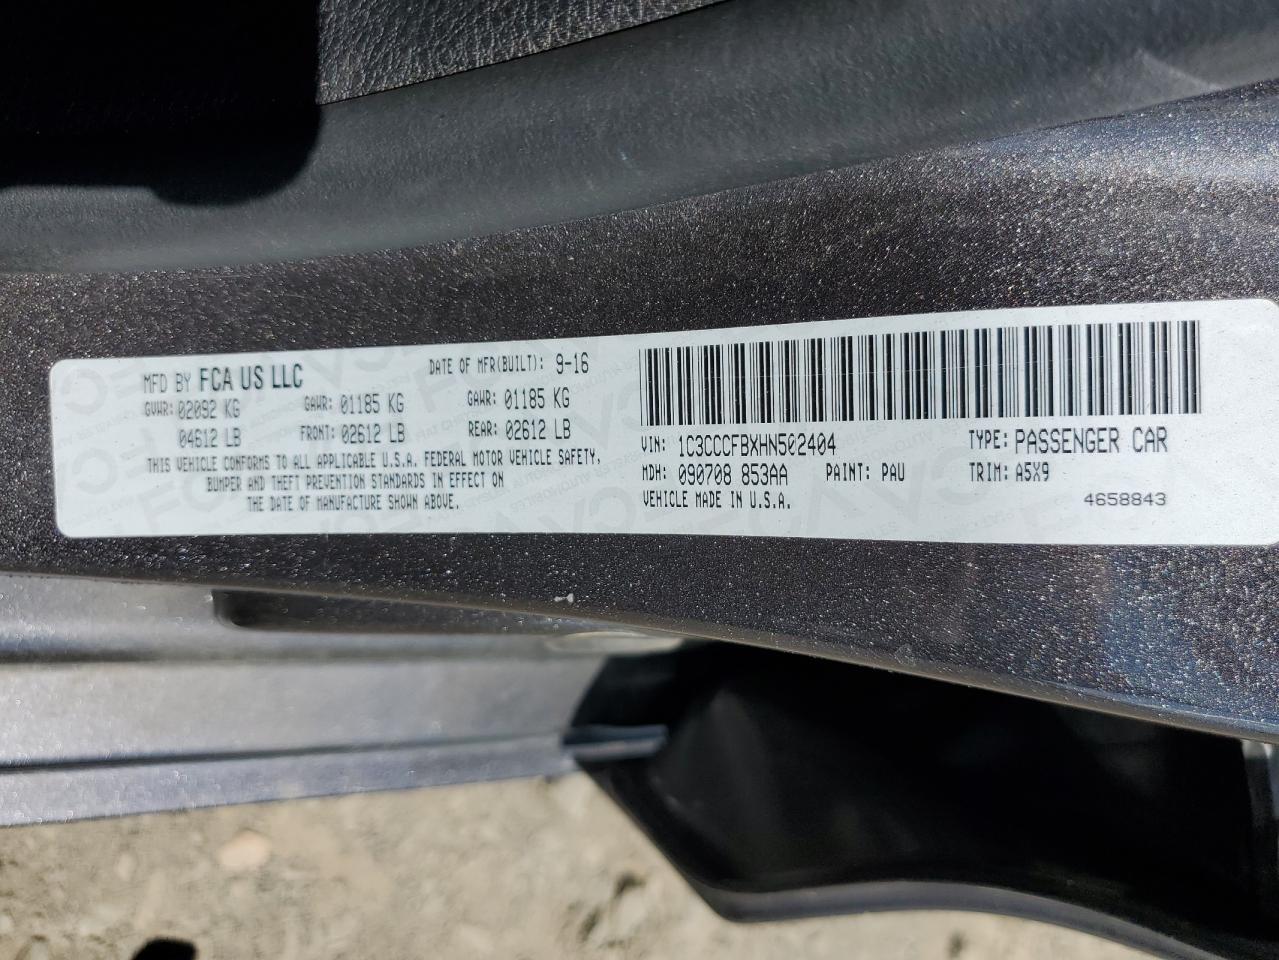 MFD BY FCA US LLC DATE OF MFR(BUILT): 9-16
GVWR: 02092 KG GAWR: 01185 KG GAWR: 01185 KG
04612 LB FRONT: 02612 LB REAR: 02612 LB
THIS VEHICLE CONFORMS TO ALL APPLICABLE U.S.A. FEDERAL MOTOR VEHICLE SAFETY,
BUMPER AND THEFT PREVENTION STANDARDS IN EFFECT ON
THE DATE OF MANUFACTURE SHOWN ABOVE.
VIN: 1C3CCCFBXHN502404 TYPE: PASSENGER CAR
MDH: 090708 853AA PAINT: PAU TRIM: A5X9
VEHICLE MADE IN U.S.A. 4658843